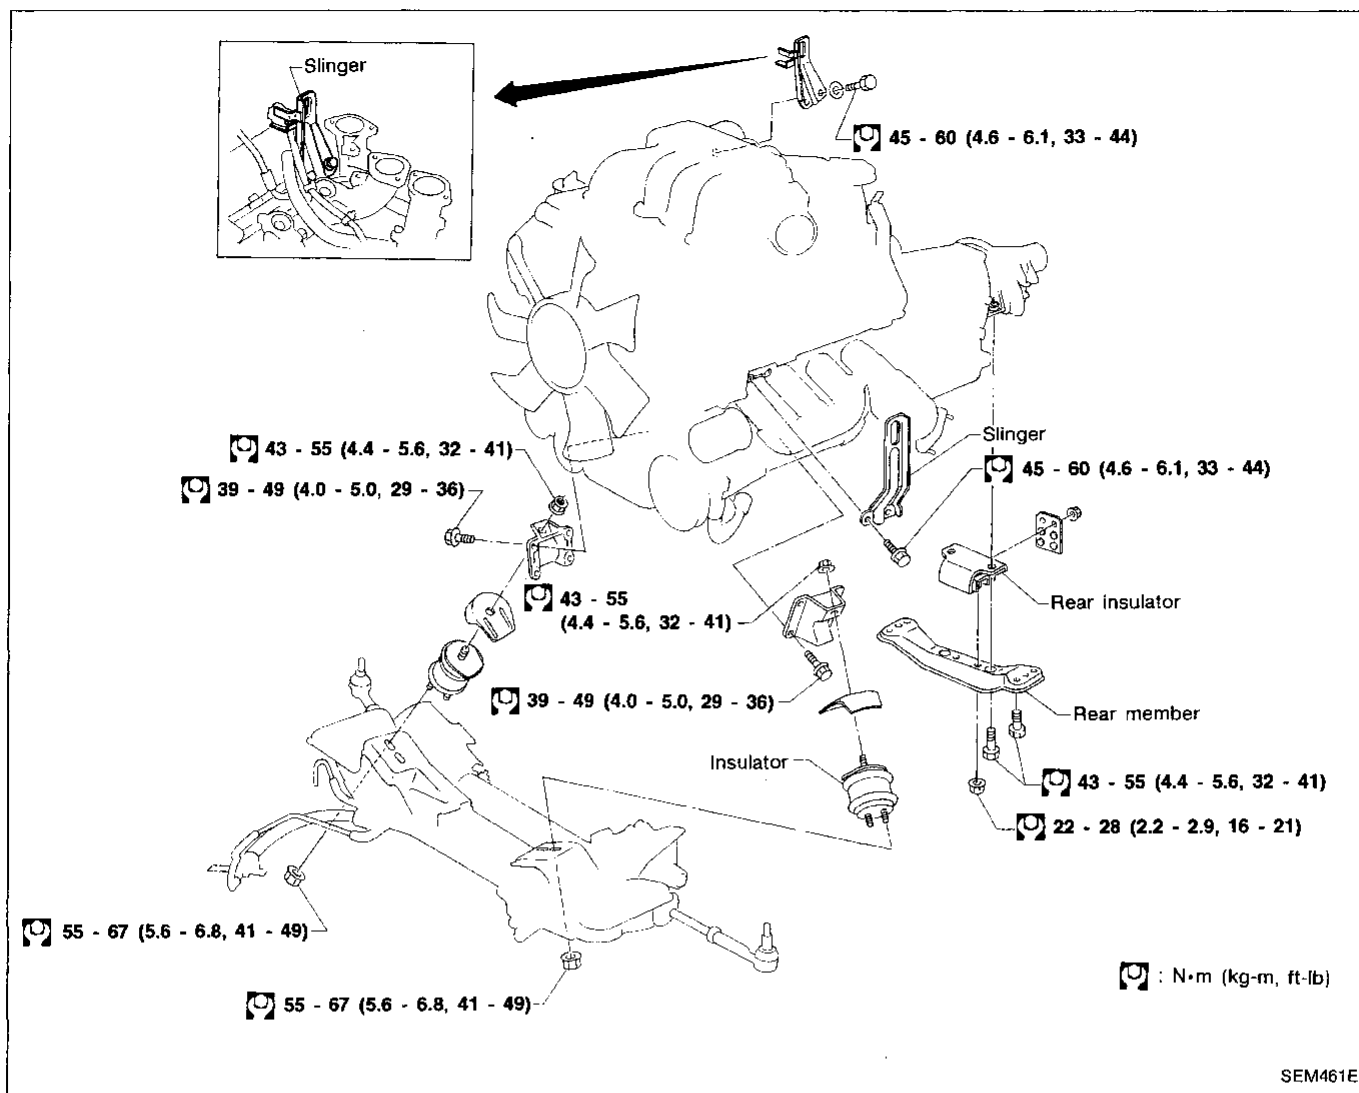 Slinger
45 - 60 (4.6 - 6.1, 33 - 44)
43 - 55 (4.4 - 5.6, 32 - 41)
39 - 49 (4.0 - 5.0, 29 - 36)
Slinger
45 - 60 (4.6 - 6.1, 33 - 44)
43 - 55
(4.4 - 5.6, 32 - 41)
Rear insulator
39 - 49 (4.0 - 5.0, 29 - 36)
Rear member
Insulator
43 - 55 (4.4 - 5.6, 32 - 41)
22 - 28 (2.2 - 2.9, 16 - 21)
55 - 67 (5.6 - 6.8, 41 - 49)
55 - 67 (5.6 - 6.8, 41 - 49)
: N•m (kg-m, ft-lb)
SEM461E